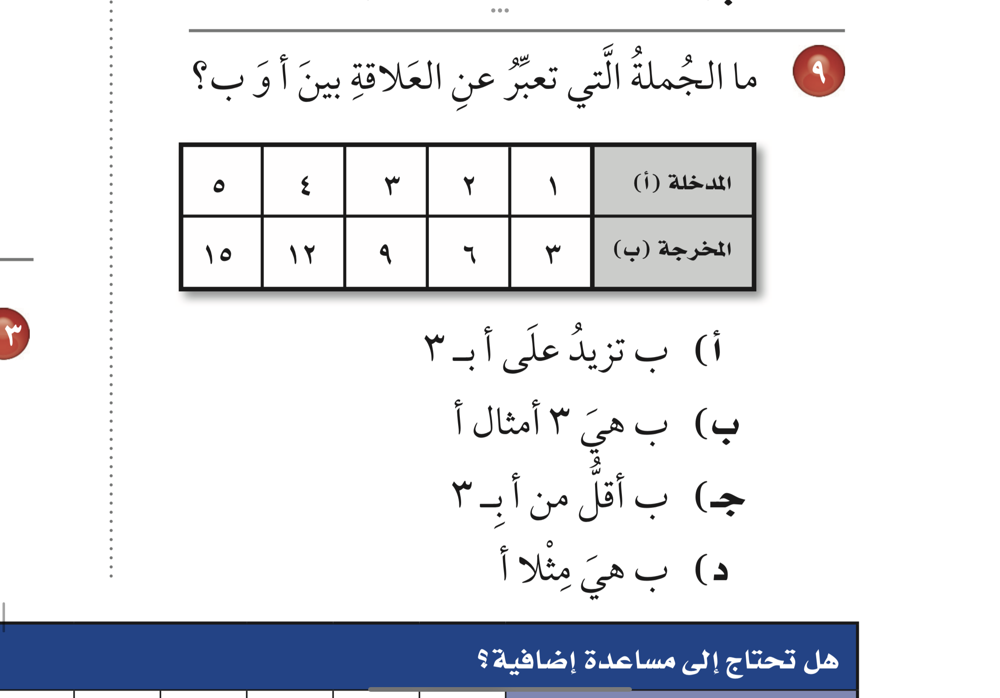 ٩ ما الجُملةُ الَّتي تعبِّرُ عنِ العَلاقةِ بينَ أ وَ ب؟
المدخلة (أ) ١ ٢ ٣ ٤ ٥
المخرجة (ب) ٣ ٦ ٩ ١٢ ١٥
أ) ب تزيدُ علَى أ بـ ٣
ب) ب هيَ ٣ أمثال أ
جـ) ب أقلُّ من أ بِـ ٣
د) ب هيَ مِثْلا أ
٣
هل تحتاج إلى مساعدة إضافية؟